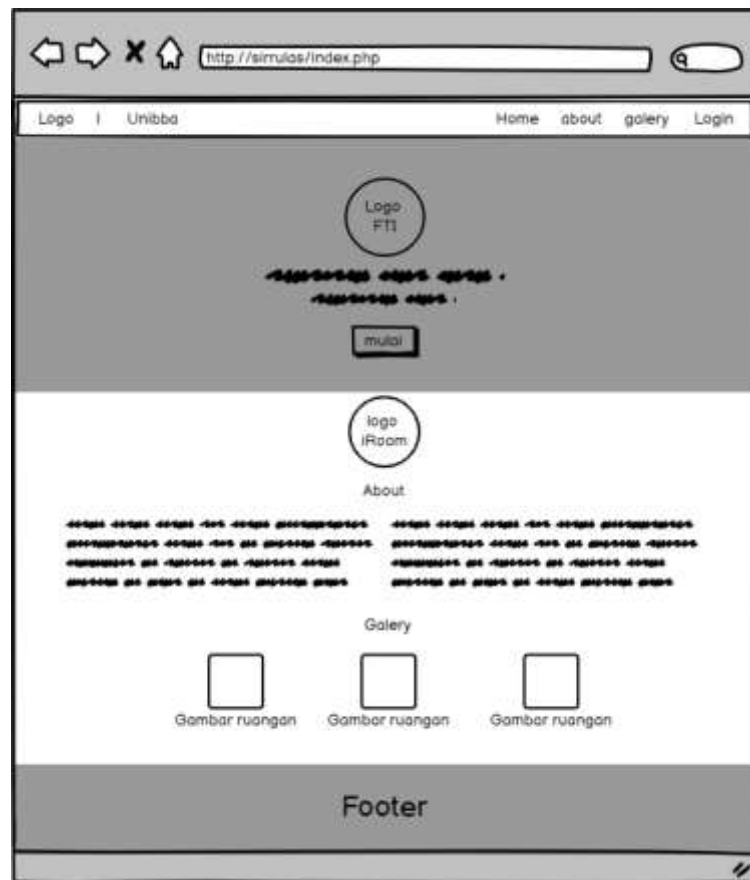 http://simulas/index.php
Logo | Unibba Home about galery Login
Logo
FTI
mulai
logo
iRoom
About
Galery
Gambar ruangan Gambar ruangan Gambar ruangan
Footer